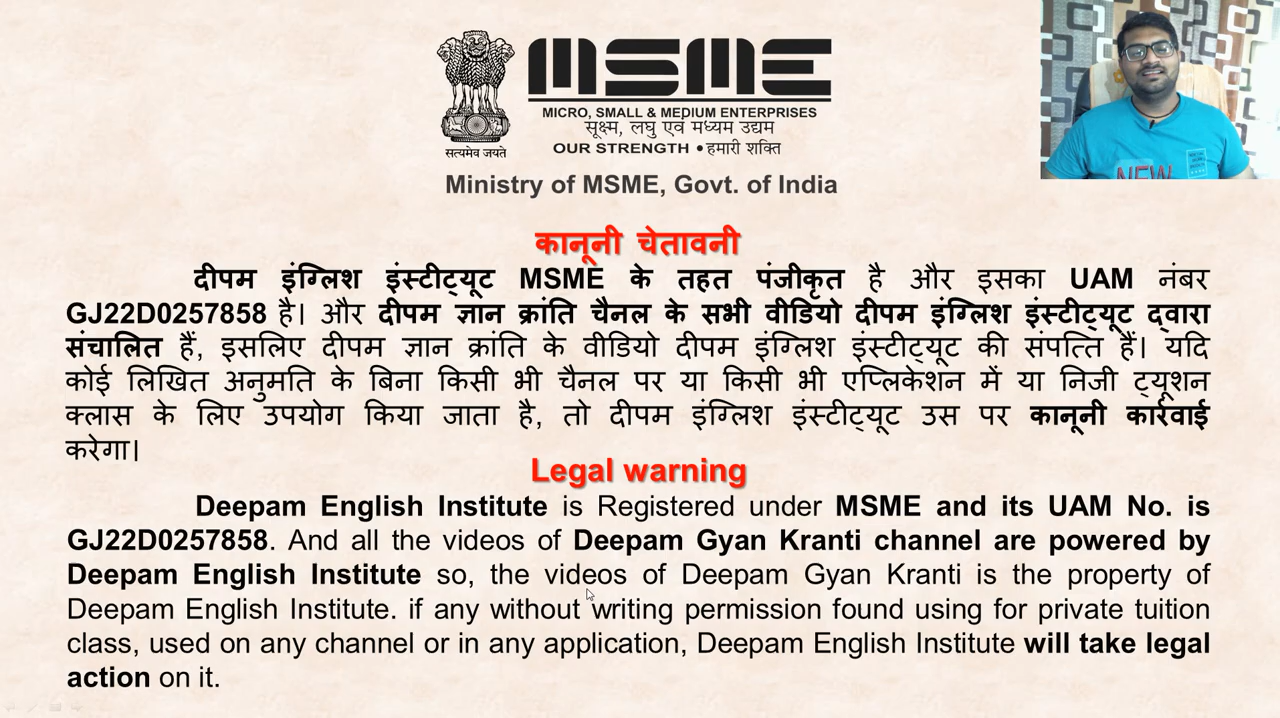 MSME
MICRO, SMALL & MEDIUM ENTERPRISES
सूक्ष्म, लघु एवं मध्यम उद्यम
सत्यमेव जयते
OUR STRENGTH • हमारी शक्ति
Ministry of MSME, Govt. of India
NEW
कानूनी चेतावनी
दीपम इंग्लिश इंस्टीट्यूट MSME के तहत पंजीकृत है और इसका UAM नंबर
GJ22D0257858 है। और दीपम ज्ञान क्रांति चैनल के सभी वीडियो दीपम इंग्लिश इंस्टीट्यूट द्वारा
संचालित हैं, इसलिए दीपम ज्ञान क्रांति के वीडियो दीपम इंग्लिश इंस्टीट्यूट की संपत्ति हैं। यदि
कोई लिखित अनुमति के बिना किसी भी चैनल पर या किसी भी एप्लिकेशन में या निजी ट्यूशन
क्लास के लिए उपयोग किया जाता है, तो दीपम इंग्लिश इंस्टीट्यूट उस पर कानूनी कार्रवाई
करेगा।
Legal warning
Deepam English Institute is Registered under MSME and its UAM No. is
GJ22D0257858. And all the videos of Deepam Gyan Kranti channel are powered by
Deepam English Institute so, the videos of Deepam Gyan Kranti is the property of
Deepam English Institute. if any without writing permission found using for private tuition
class, used on any channel or in any application, Deepam English Institute will take legal
action on it.